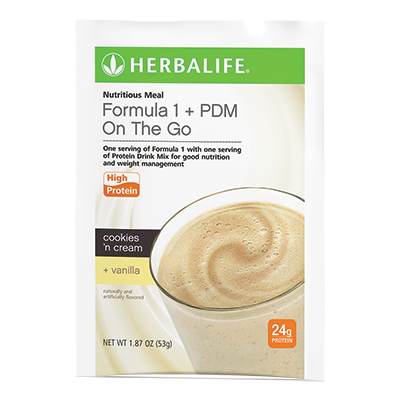 HERBALIFE
Nutritious Meal
Formula 1 + PDM
On The Go
One serving of Formula 1 with one serving
of Protein Drink Mix for good nutrition
and weight management
High
Protein
cookies
'n cream
+ vanilla
naturally and
artificially flavored
24g
PROTEIN
NET WT 1.87 OZ (53g)